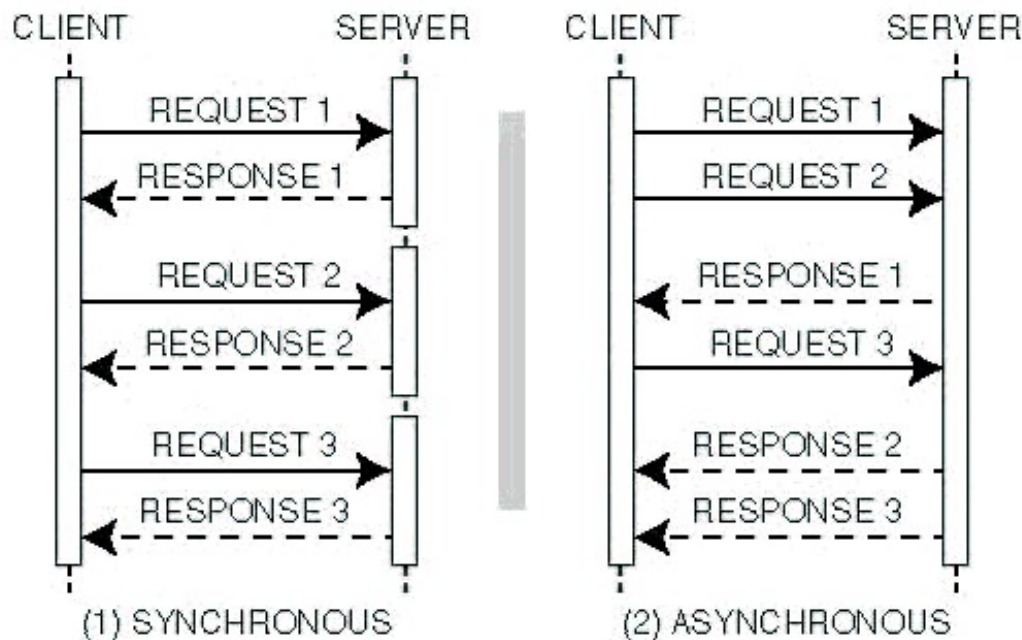 CLIENT
SERVER
REQUEST 1
RESPONSE 1
REQUEST 2
RESPONSE 2
REQUEST 3
RESPONSE 3
(1) SYNCHRONOUS
CLIENT
SERVER
REQUEST 1
REQUEST 2
RESPONSE 1
REQUEST 3
RESPONSE 2
RESPONSE 3
(2) ASYNCHRONOUS